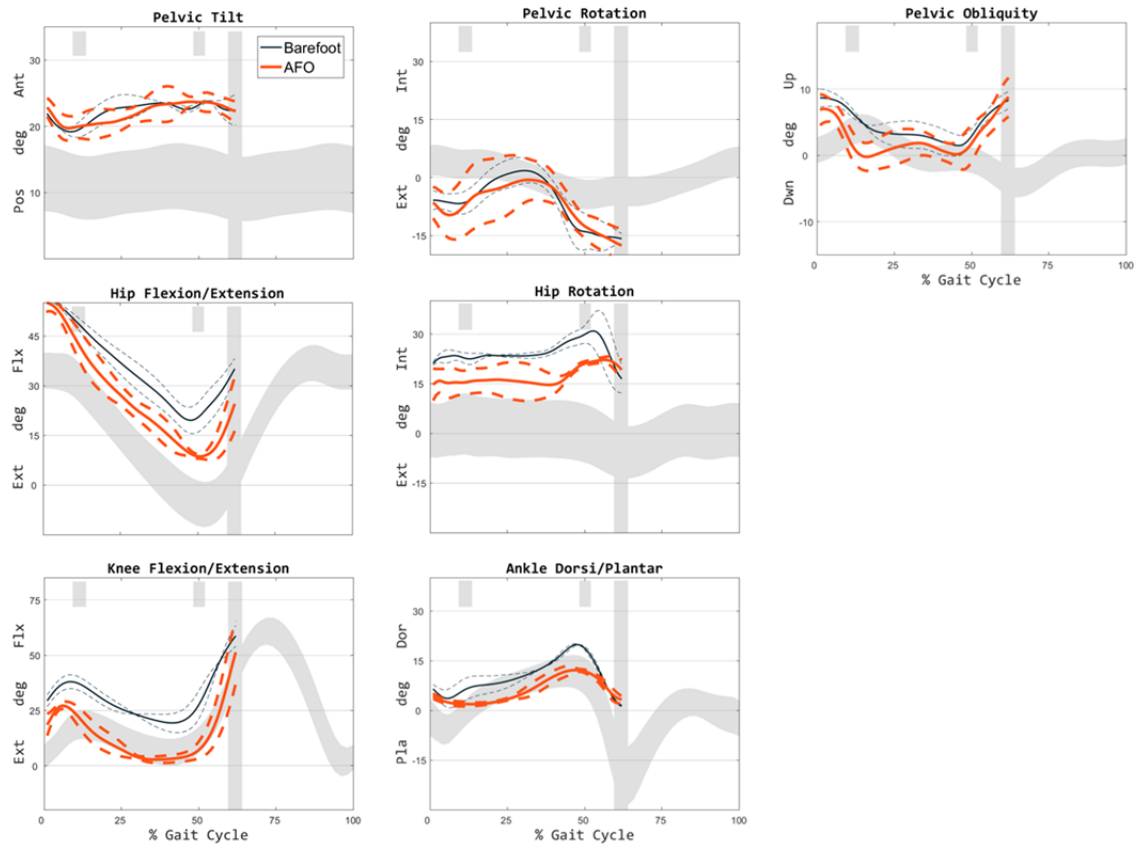 Pelvic Tilt
Ant
deg
Pos
30
20
10
Barefoot
AFO
Pelvic Rotation
Int
deg
Ext
30
15
0
-15
Pelvic Obliquity
Up
deg
Dwn
10
0
-10
0 25 50 75 100
% Gait Cycle
Hip Flexion/Extension
Flx
deg
Ext
45
30
15
0
Hip Rotation
Int
deg
Ext
30
15
0
-15
Knee Flexion/Extension
Flx
deg
Ext
75
50
25
0
0 25 50 75 100
% Gait Cycle
Ankle Dorsi/Plantar
Dor
deg
Pla
30
15
0
-15
0 25 50 75 100
% Gait Cycle